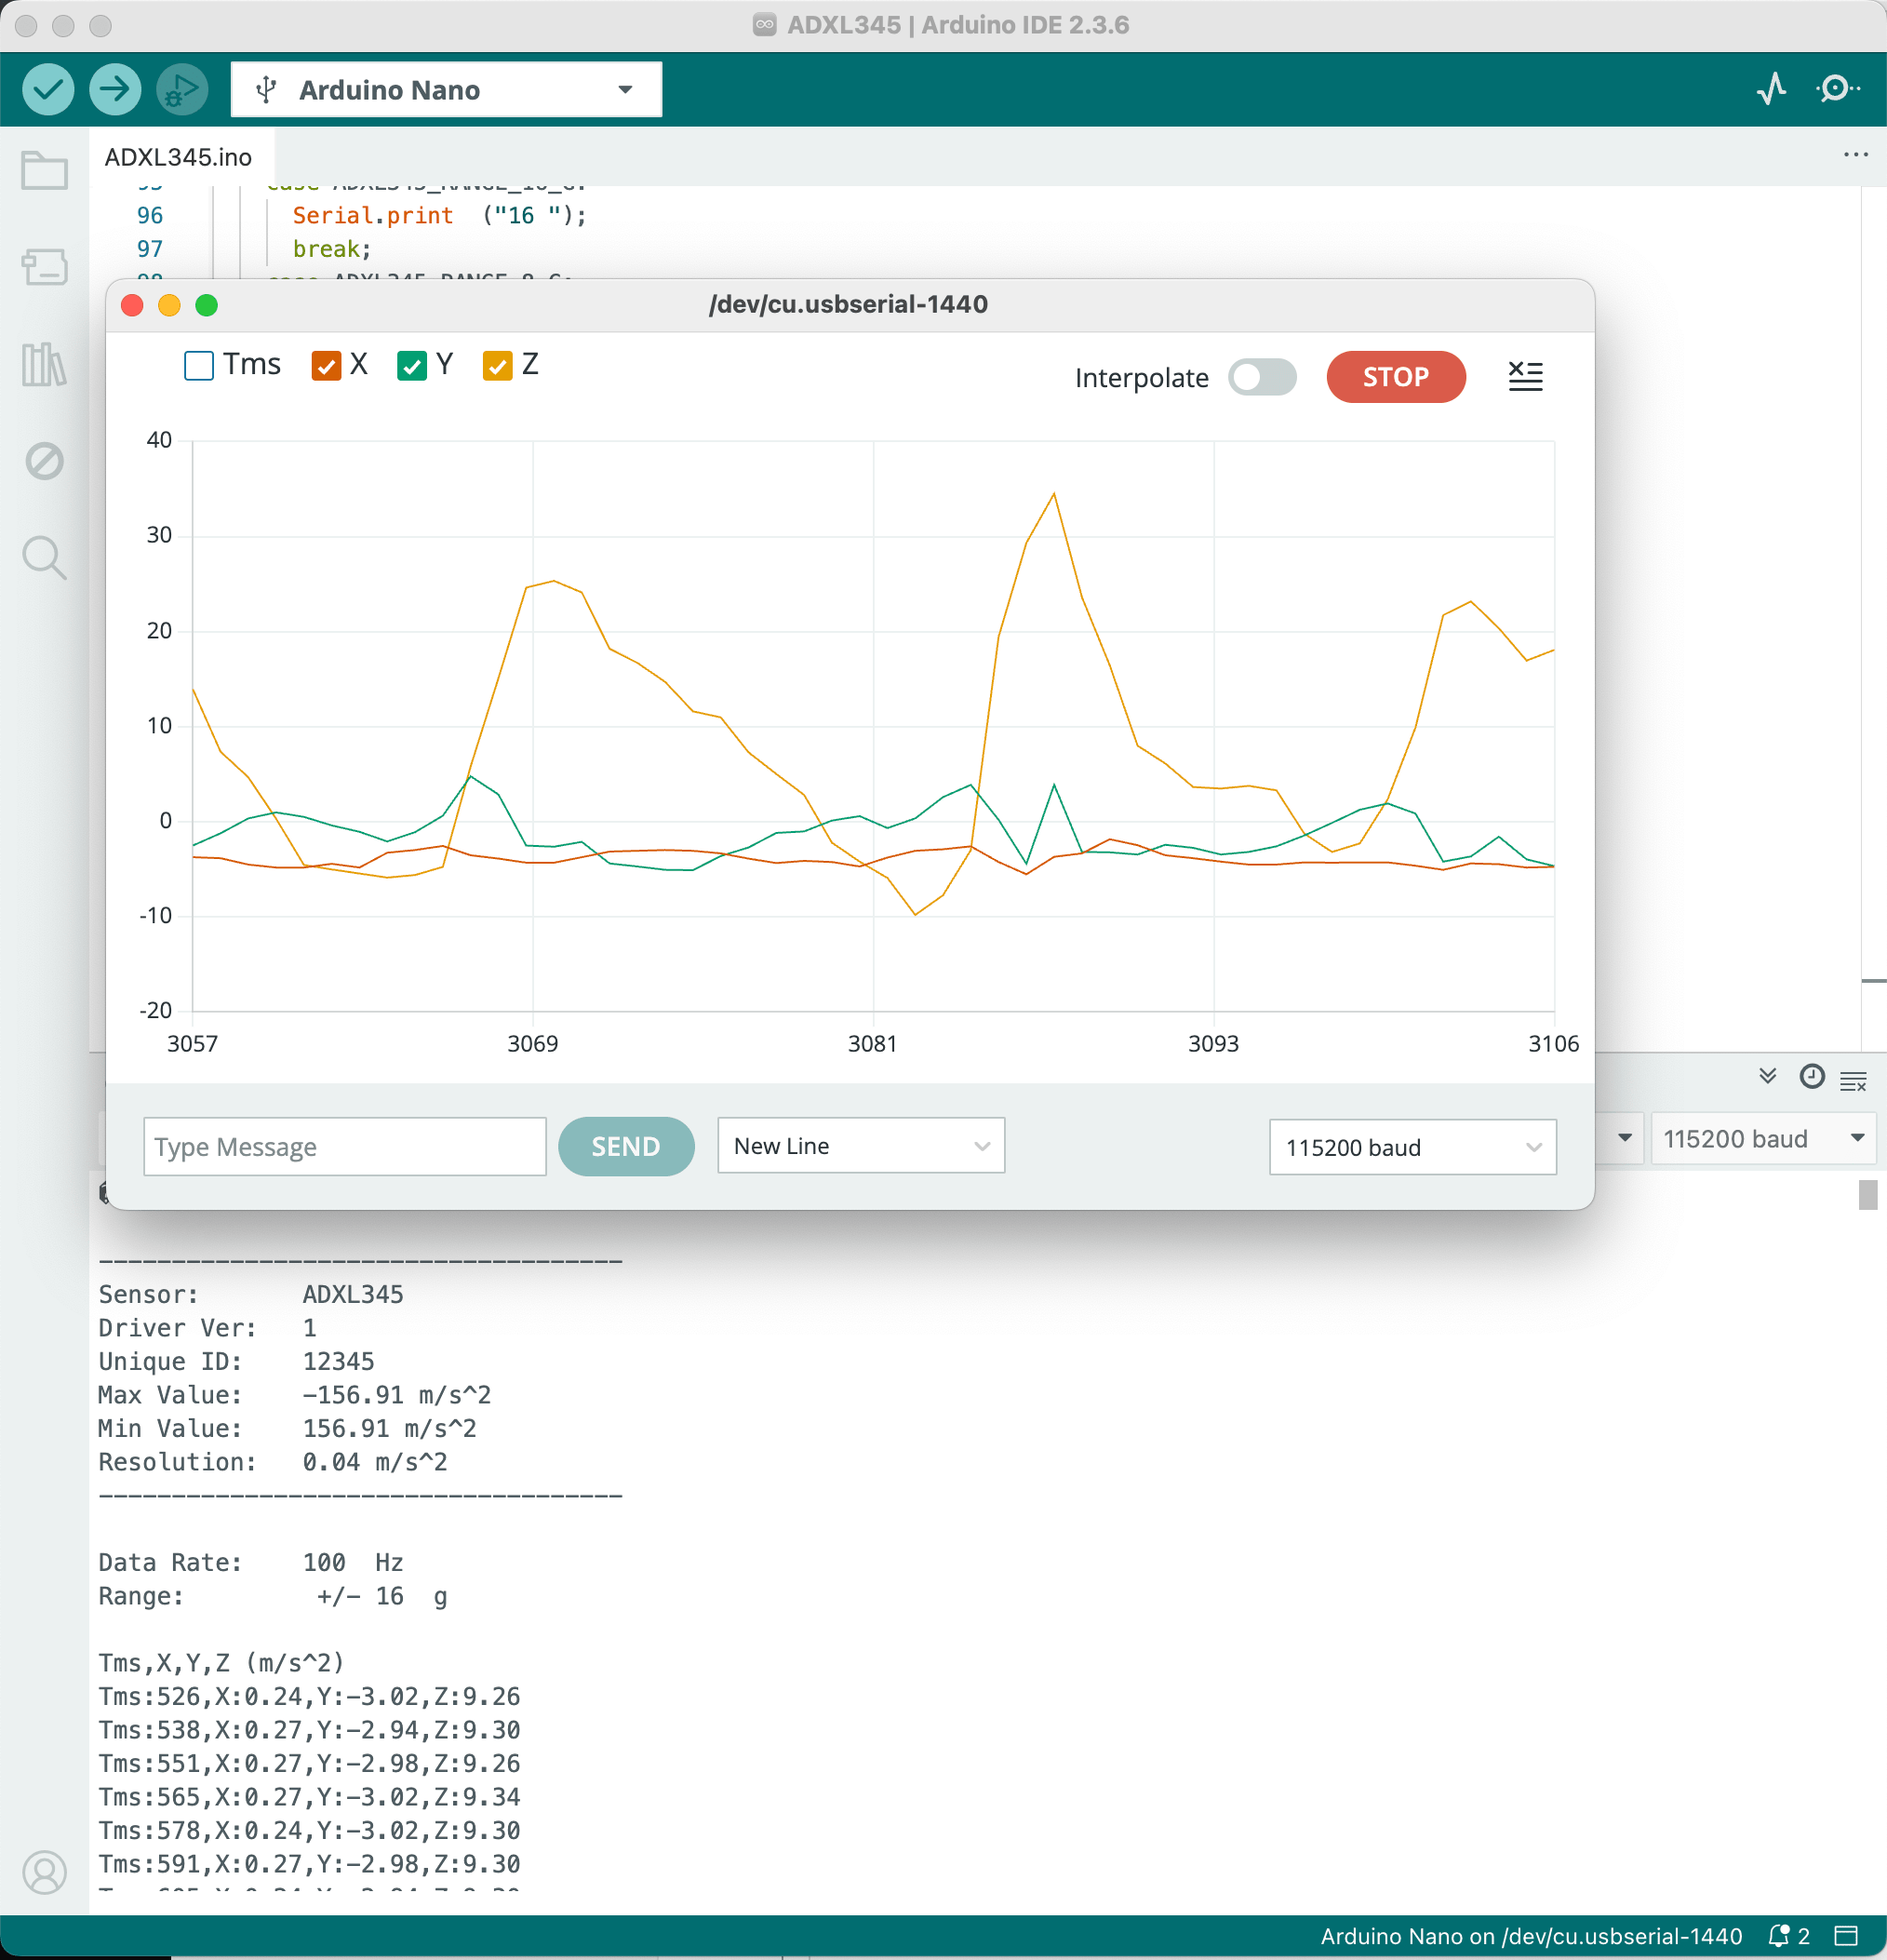 ADXL345 | Arduino IDE 2.3.6
Arduino Nano
ADXL345.ino
...
96 Serial.print ("16 ");
97 break;
/dev/cu.usbserial-1440
Tms X Y Z
Interpolate STOP
40
30
20
10
0
-10
-20
3057 3069 3081 3093 3106
Type Message SEND New Line 115200 baud
115200 baud
-------------------------------------
Sensor: ADXL345
Driver Ver: 1
Unique ID: 12345
Max Value: -156.91 m/s^2
Min Value: 156.91 m/s^2
Resolution: 0.04 m/s^2
-------------------------------------
Data Rate: 100 Hz
Range: +/- 16 g
Tms,X,Y,Z (m/s^2)
Tms:526,X:0.24,Y:-3.02,Z:9.26
Tms:538,X:0.27,Y:-2.94,Z:9.30
Tms:551,X:0.27,Y:-2.98,Z:9.26
Tms:565,X:0.27,Y:-3.02,Z:9.34
Tms:578,X:0.24,Y:-3.02,Z:9.30
Tms:591,X:0.27,Y:-2.98,Z:9.30
Arduino Nano on /dev/cu.usbserial-1440 2